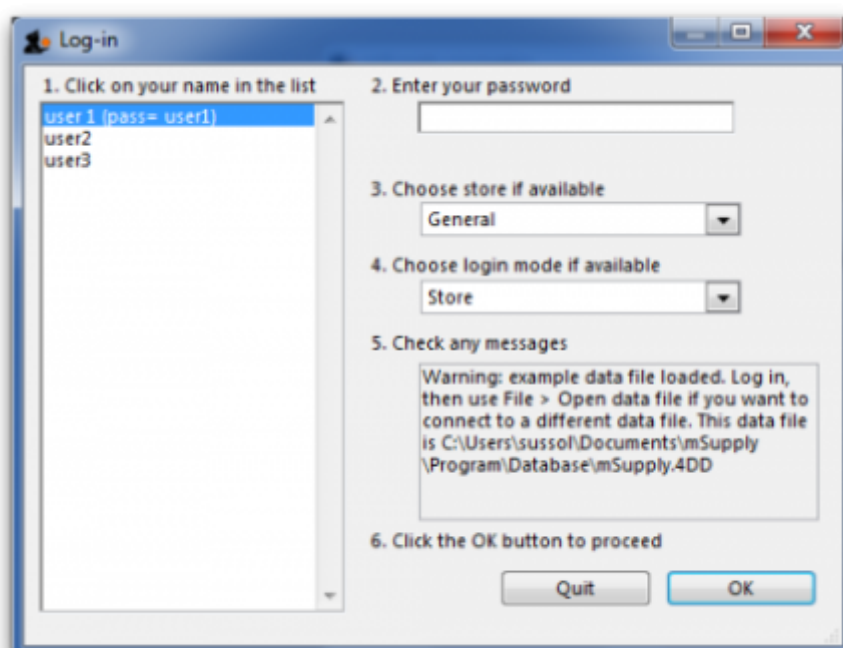 Log-in
1. Click on your name in the list
user 1 (pass= user1)
user2
user3
2. Enter your password
3. Choose store if available
General
4. Choose login mode if available
Store
5. Check any messages
Warning: example data file loaded. Log in,
then use File > Open data file if you want to
connect to a different data file. This data file
is C:\Users\sussol\Documents\mSupply
\Program\Database\mSupply.4DD
6. Click the OK button to proceed
Quit
OK